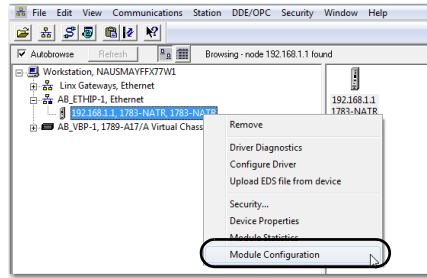 File Edit View Communications Station DDE/OPC Security Window Help
Autobrowse Refresh Browsing - node 192.168.1.1 found
Workstation, NAUSMAYFFX77W1
Linx Gateways, Ethernet
AB_ETHIP-1, Ethernet
192.168.1.1, 1783-NATR, 1783-NATR
AB_VBP-1, 1789-A17/A Virtual Chass
192.168.1.1
1783-NATR
Remove
Driver Diagnostics
Configure Driver
Upload EDS file from device
Security...
Device Properties
Module Statistics
Module Configuration